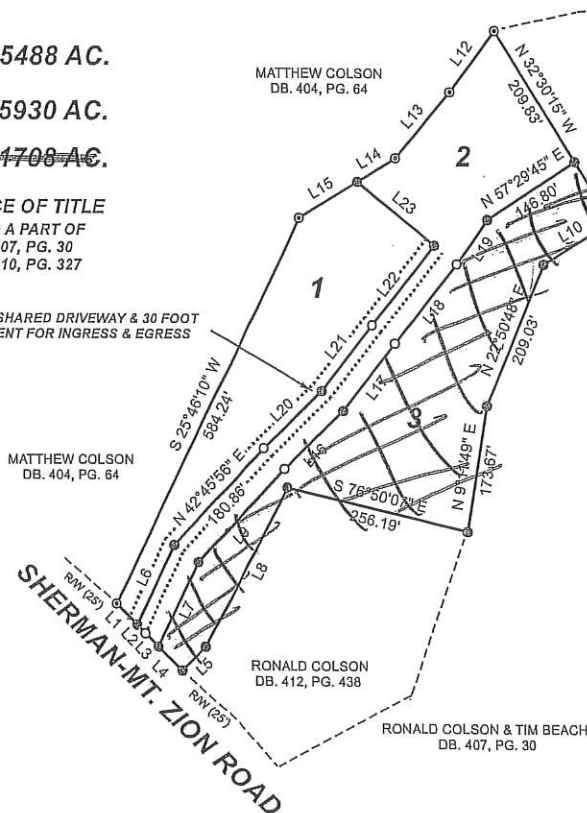 5488 AC.
5930 AC.
1708 AC.
CE OF TITLE
A PART OF
07, PG. 30
10, PG. 327
SHARED DRIVEWAY & 30 FOOT
ENT FOR INGRESS & EGRESS
MATTHEW COLSON
DB. 404, PG. 64
L12
N 32°30'15" W
209.83'
L13
2
L14
N 57°29'45" E
146.80'
L15
L23
L10
L19
1
L22
L18
N 22°50'48" E
209.03'
L21
L17
S 25°46'10" W
584.24'
L20
3
MATTHEW COLSON
DB. 404, PG. 64
N 42°45'56" E
180.86'
L16
S 76°50'07" E
256.19'
173.67'
L9
L8
L6
L7
R/W (25')
L1
L2
L3
L4
L5
SHERMAN-MT. ZION ROAD
R/W (25')
RONALD COLSON
DB. 412, PG. 438
RONALD COLSON & TIM BEACH
DB. 407, PG. 30